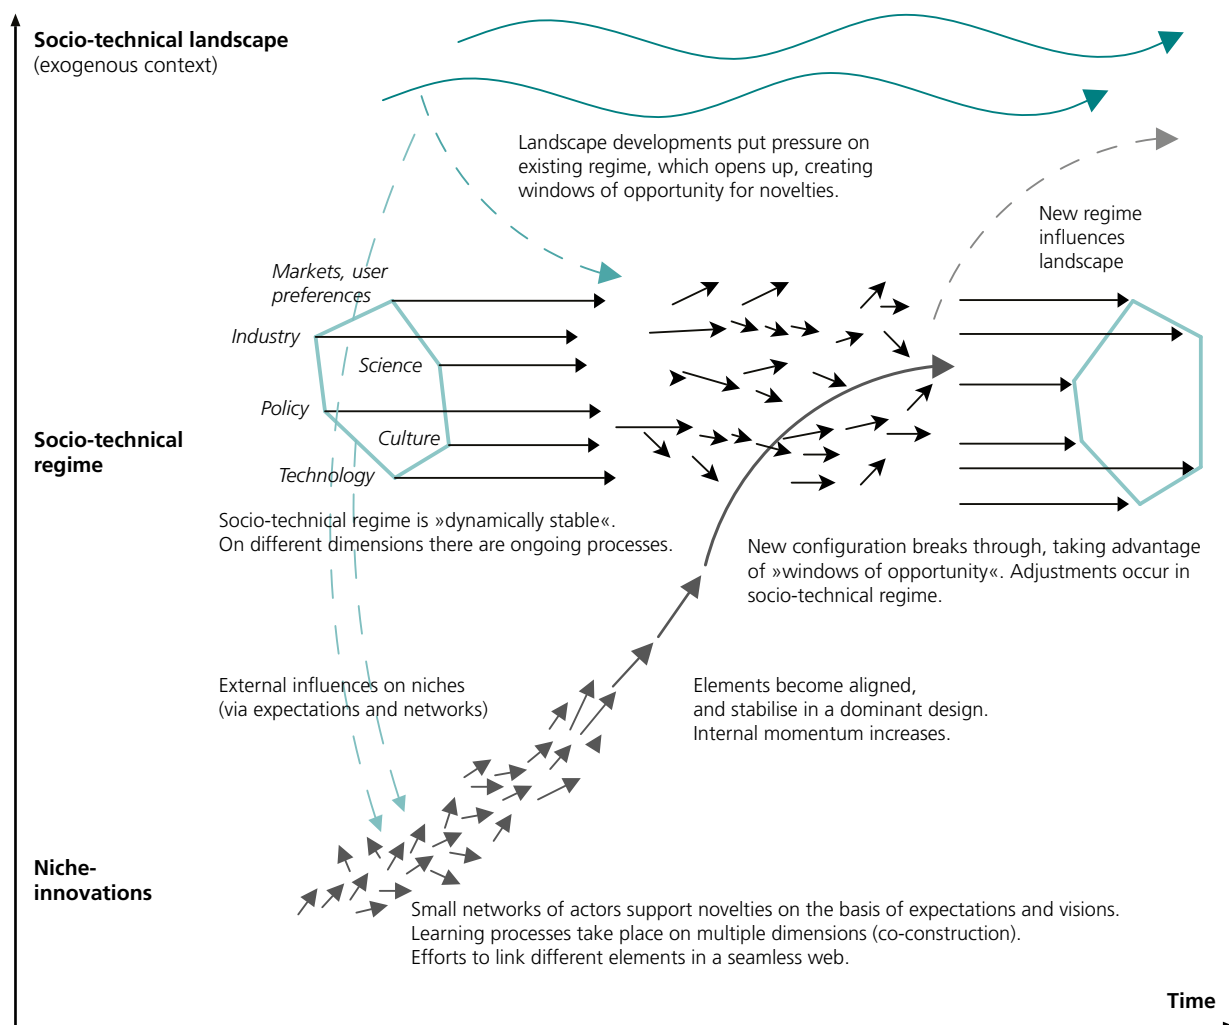 Socio-technical landscape
(exogenous context)
Landscape developments put pressure on
existing regime, which opens up, creating
windows of opportunity for novelties.
New regime
influences
landscape
Markets, user
preferences
Industry
Science
Policy
Culture
Technology
Socio-technical
regime
Socio-technical regime is »dynamically stable«.
On different dimensions there are ongoing processes.
New configuration breaks through, taking advantage
of »windows of opportunity«. Adjustments occur in
socio-technical regime.
External influences on niches
(via expectations and networks)
Elements become aligned,
and stabilise in a dominant design.
Internal momentum increases.
Niche-
innovations
Small networks of actors support novelties on the basis of expectations and visions.
Learning processes take place on multiple dimensions (co-construction).
Efforts to link different elements in a seamless web.
Time